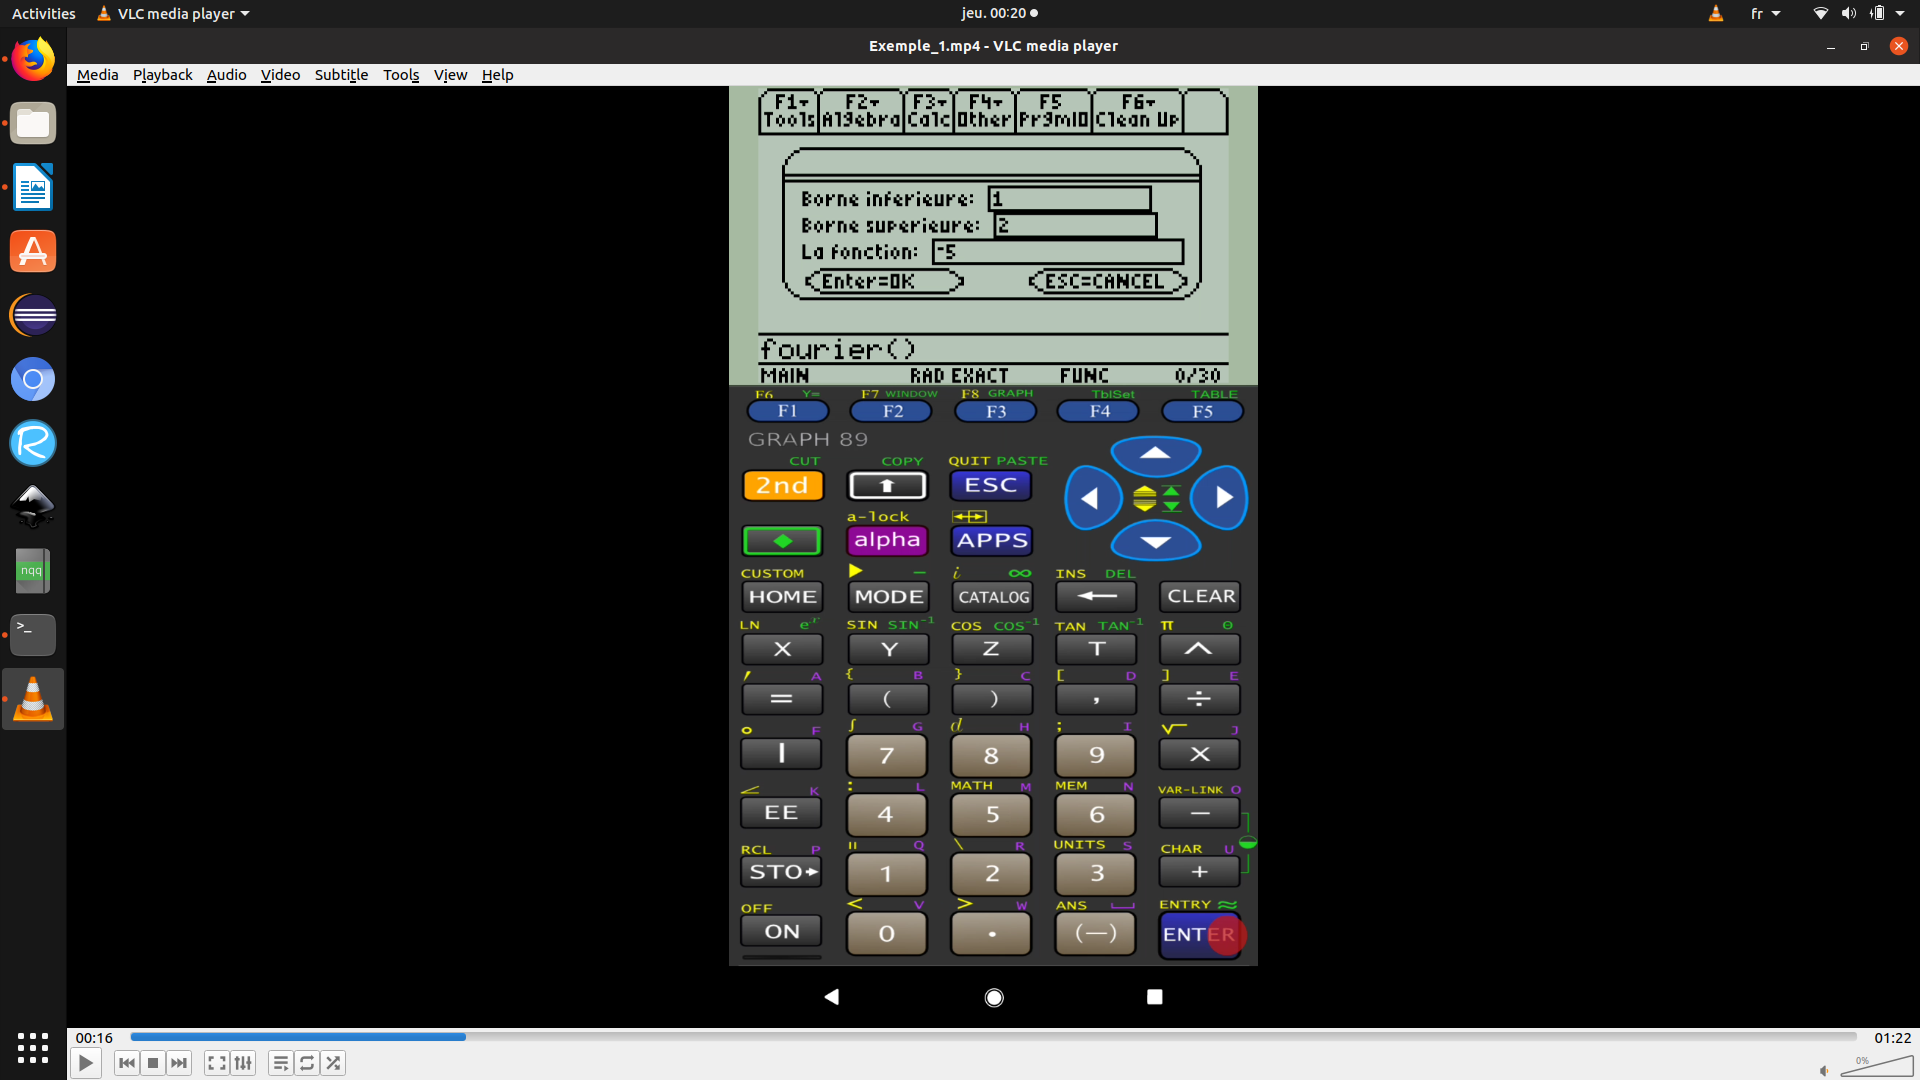 Activities VLC media player jeu. 00:20 fr
Exemple_1.mp4 - VLC media player
Media Playback Audio Video Subtitle Tools View Help
F1 F2 F3 F4 F5 F6
Tools Algebra Calc Other PrgmIO Clean Up
Borne inferieure: 1
Borne superieure: 2
La fonction: -5
Enter=OK ESC=CANCEL
fourier()
MAIN RAD EXACT FUNC 0/30
F6 Y= F7 WINDOW F8 GRAPH TblSet TABLE
F1 F2 F3 F4 F5
GRAPH 89
CUT COPY QUIT PASTE
2nd ESC
a-lock
alpha APPS
CUSTOM i ∞ INS DEL
HOME MODE CATALOG CLEAR
LN eˣ SIN SIN⁻¹ COS COS⁻¹ TAN TAN⁻¹ π θ
X Y Z T ^
' A { B } C [ D ] E
= ( ) , ÷
° F ∫ G d H ; I √ J
| 7 8 9 X
∠ K : L MATH M MEM N VAR-LINK O
EE 4 5 6 −
RCL P " Q \ R UNITS S CHAR U
STO► 1 2 3 +
OFF < V > W ANS ENTRY ≈
ON 0 . (—) ENTER
nqq
>_
00:16 01:22
0%